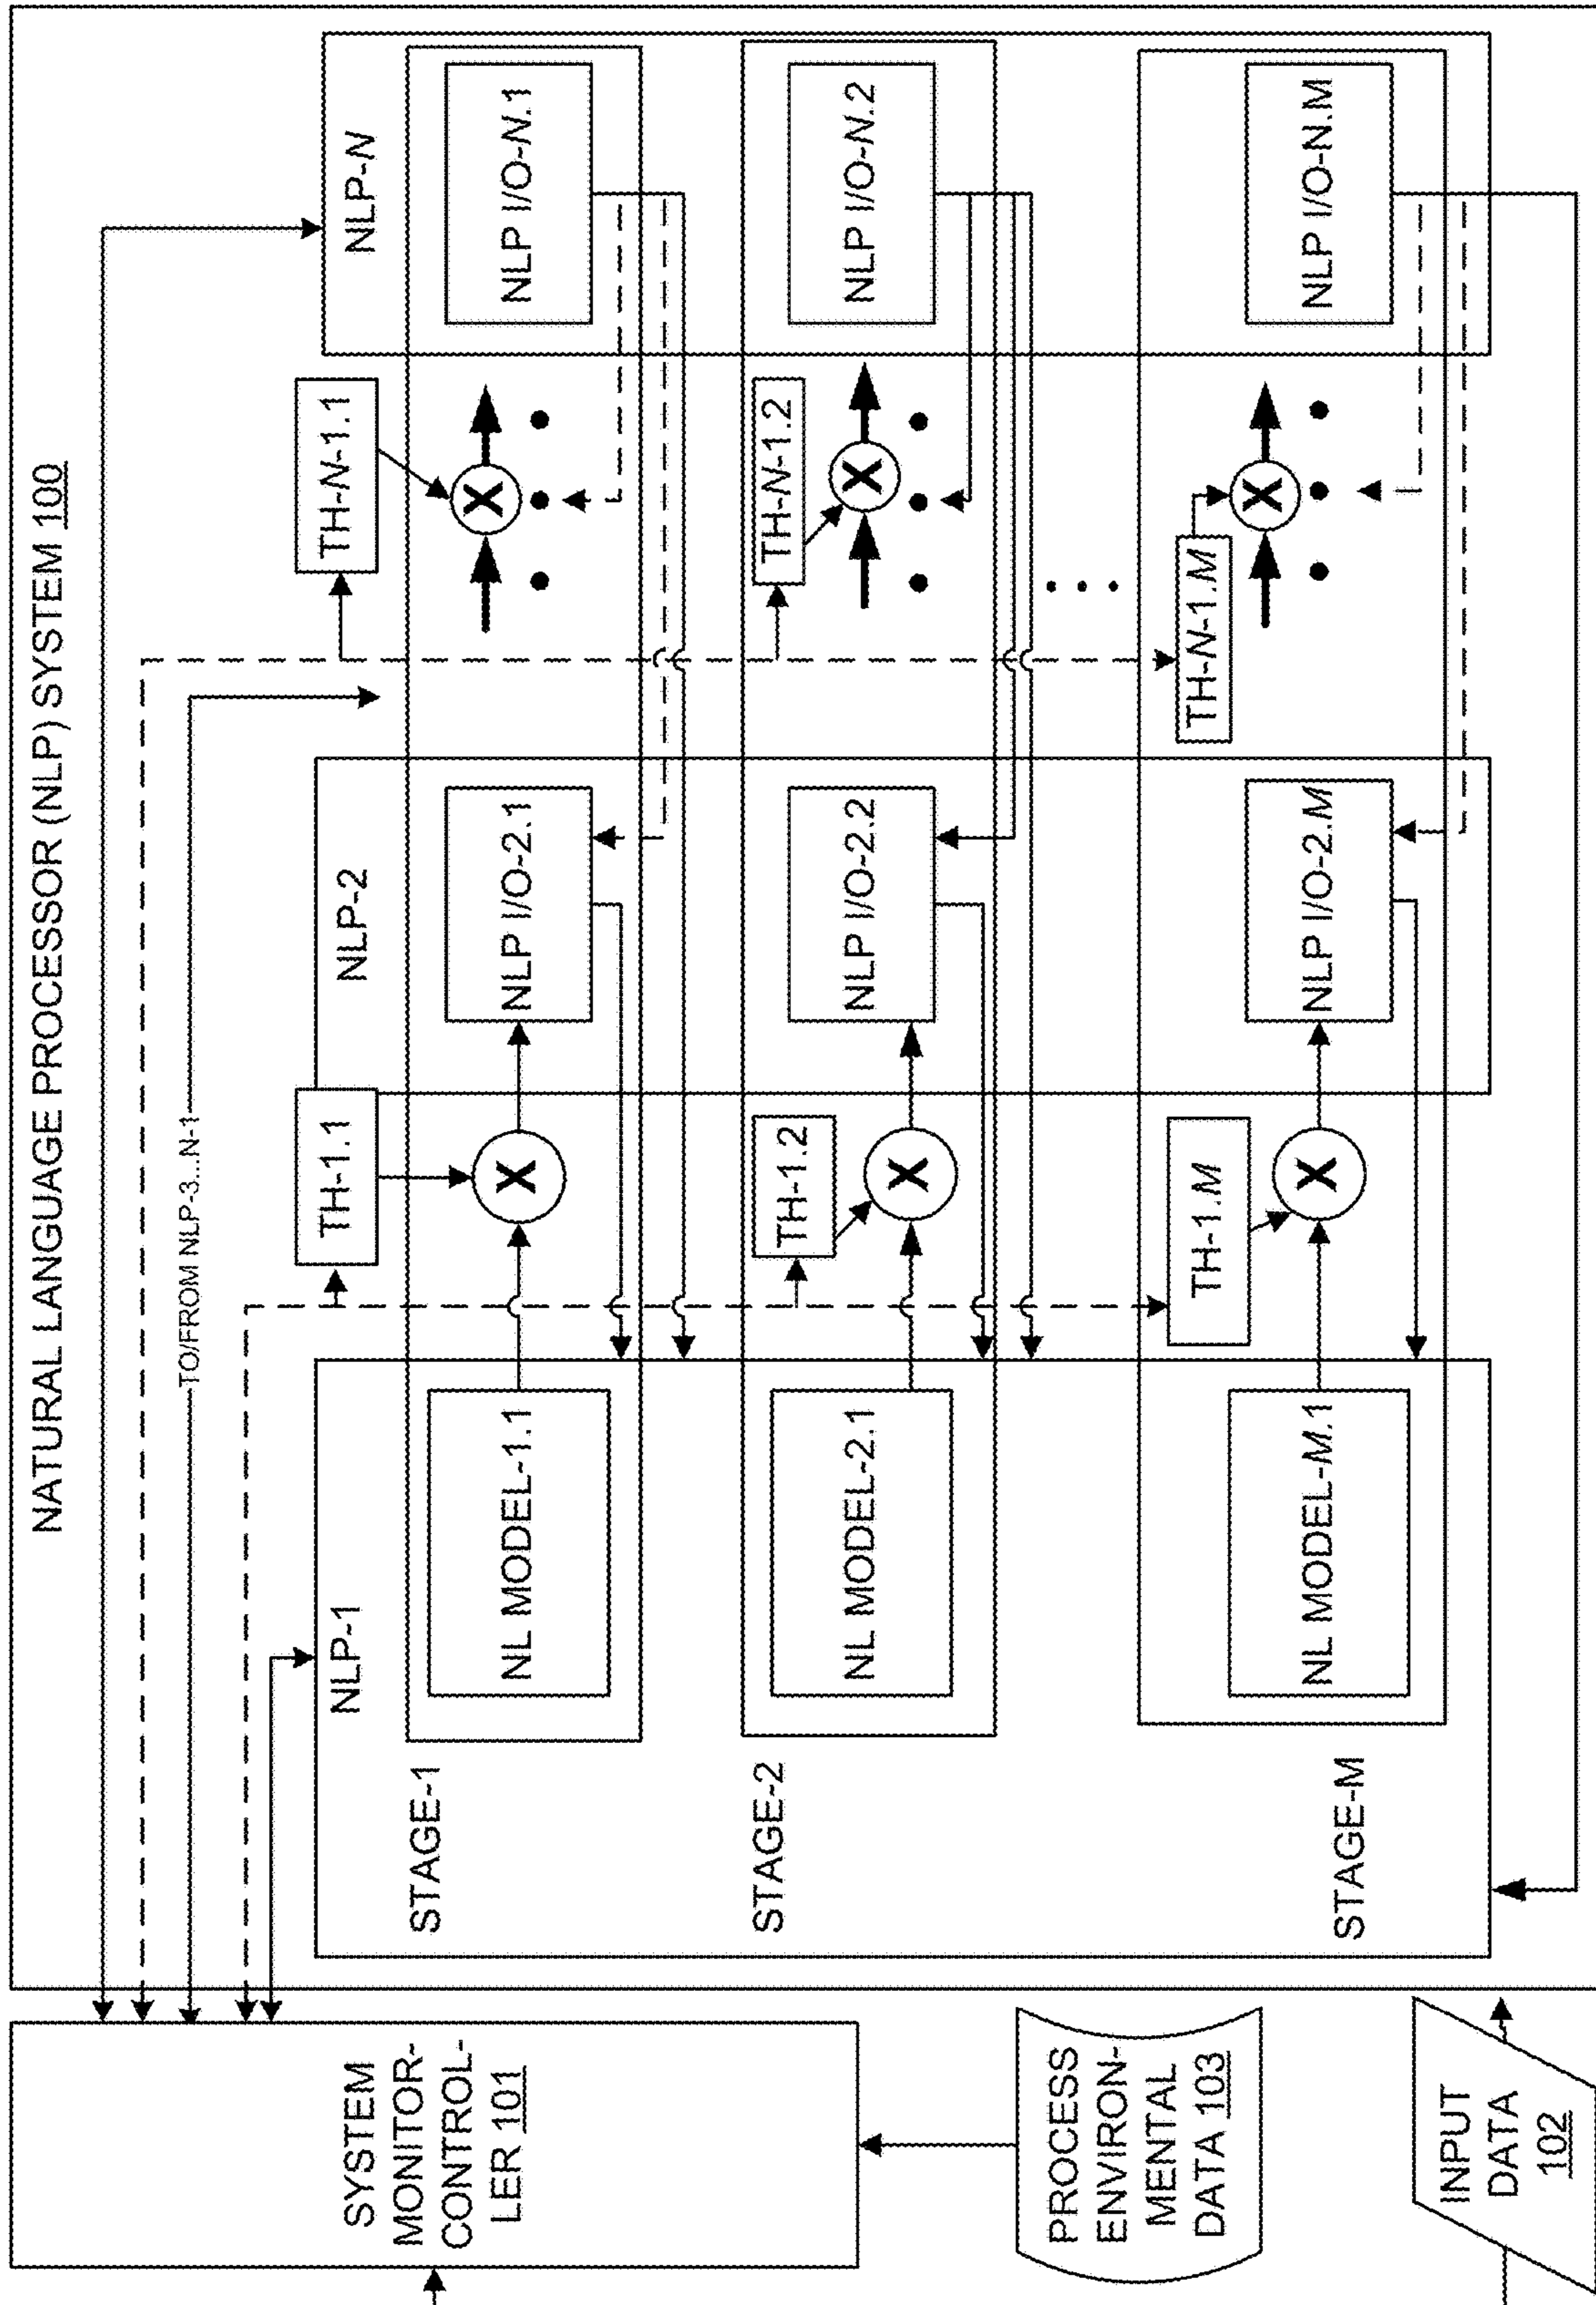 NATURAL LANGUAGE PROCESSOR (NLP) SYSTEM 100
TO/FROM NLP-3...N-1
SYSTEM
MONITOR-
CONTROL-
LER 101
PROCESS
ENVIRON-
MENTAL
DATA 103
INPUT
DATA
102
NLP-1
TH-1.1
NLP-2
TH-N-1.1
NLP-N
STAGE-1
NL MODEL-1.1
X
NLP I/O-2.1
X
NLP I/O-N.1
STAGE-2
NL MODEL-2.1
TH-1.2
X
NLP I/O-2.2
TH-N-1.2
X
NLP I/O-N.2
STAGE-M
NL MODEL-M.1
TH-1.M
X
NLP I/O-2.M
TH-N-1.M
X
NLP I/O-N.M